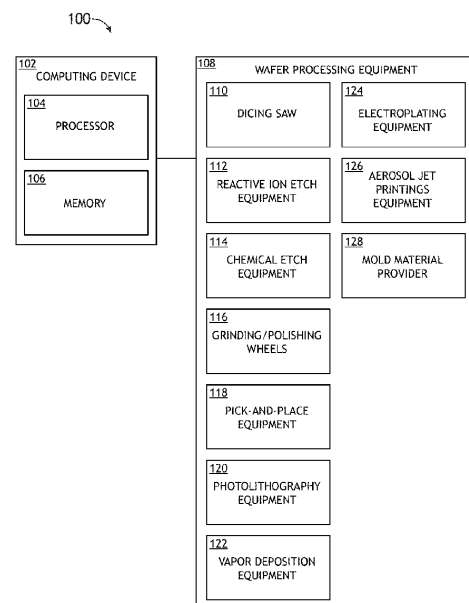 100
102
COMPUTING DEVICE
104
PROCESSOR
106
MEMORY
108
WAFER PROCESSING EQUIPMENT
110
DICING SAW
112
REACTIVE ION ETCH
EQUIPMENT
114
CHEMICAL ETCH
EQUIPMENT
116
GRINDING/POLISHING
WHEELS
118
PICK-AND-PLACE
EQUIPMENT
120
PHOTOLITHOGRAPHY
EQUIPMENT
122
VAPOR DEPOSITION
EQUIPMENT
124
ELECTROPLATING
EQUIPMENT
126
AEROSOL JET
PRINTINGS EQUIPMENT
128
MOLD MATERIAL
PROVIDER